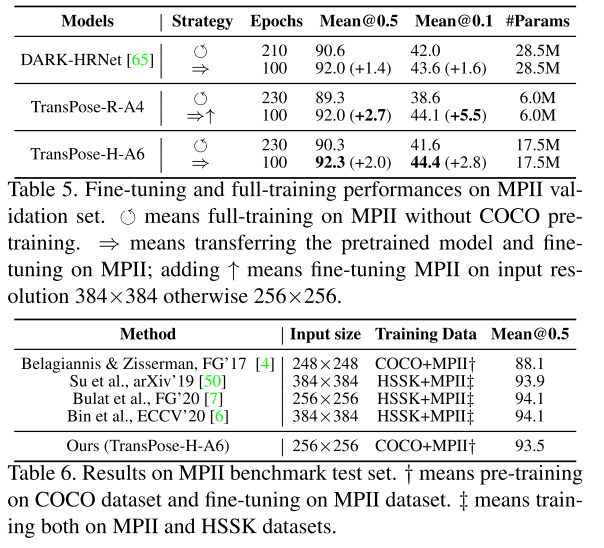 Models Strategy Epochs Mean@0.5 Mean@0.1 #Params
DARK-HRNet [65] ↺ 210 90.6 42.0 28.5M
⇒ 100 92.0 (+1.4) 43.6 (+1.6) 28.5M
TransPose-R-A4 ↺ 230 89.3 38.6 6.0M
⇒↑ 100 92.0 (+2.7) 44.1 (+5.5) 6.0M
TransPose-H-A6 ↺ 230 90.3 41.6 17.5M
⇒ 100 92.3 (+2.0) 44.4 (+2.8) 17.5M
Table 5. Fine-tuning and full-training performances on MPII val-
idation set. ↺ means full-training on MPII without COCO pre-
training. ⇒ means transferring the pretrained model and fine-
tuning on MPII; adding ↑ means fine-tuning MPII on input res-
olution 384×384 otherwise 256×256.
Method Input size Training Data Mean@0.5
Belagiannis & Zisserman, FG'17 [4] 248×248 COCO+MPII† 88.1
Su et al., arXiv'19 [50] 384×384 HSSK+MPII‡ 93.9
Bulat et al., FG'20 [7] 256×256 HSSK+MPII‡ 94.1
Bin et al., ECCV'20 [6] 384×384 HSSK+MPII‡ 94.1
Ours (TransPose-H-A6) 256×256 COCO+MPII† 93.5
Table 6. Results on MPII benchmark test set. † means pre-training
on COCO dataset and fine-tuning on MPII dataset. ‡ means train-
ing both on MPII and HSSK datasets.